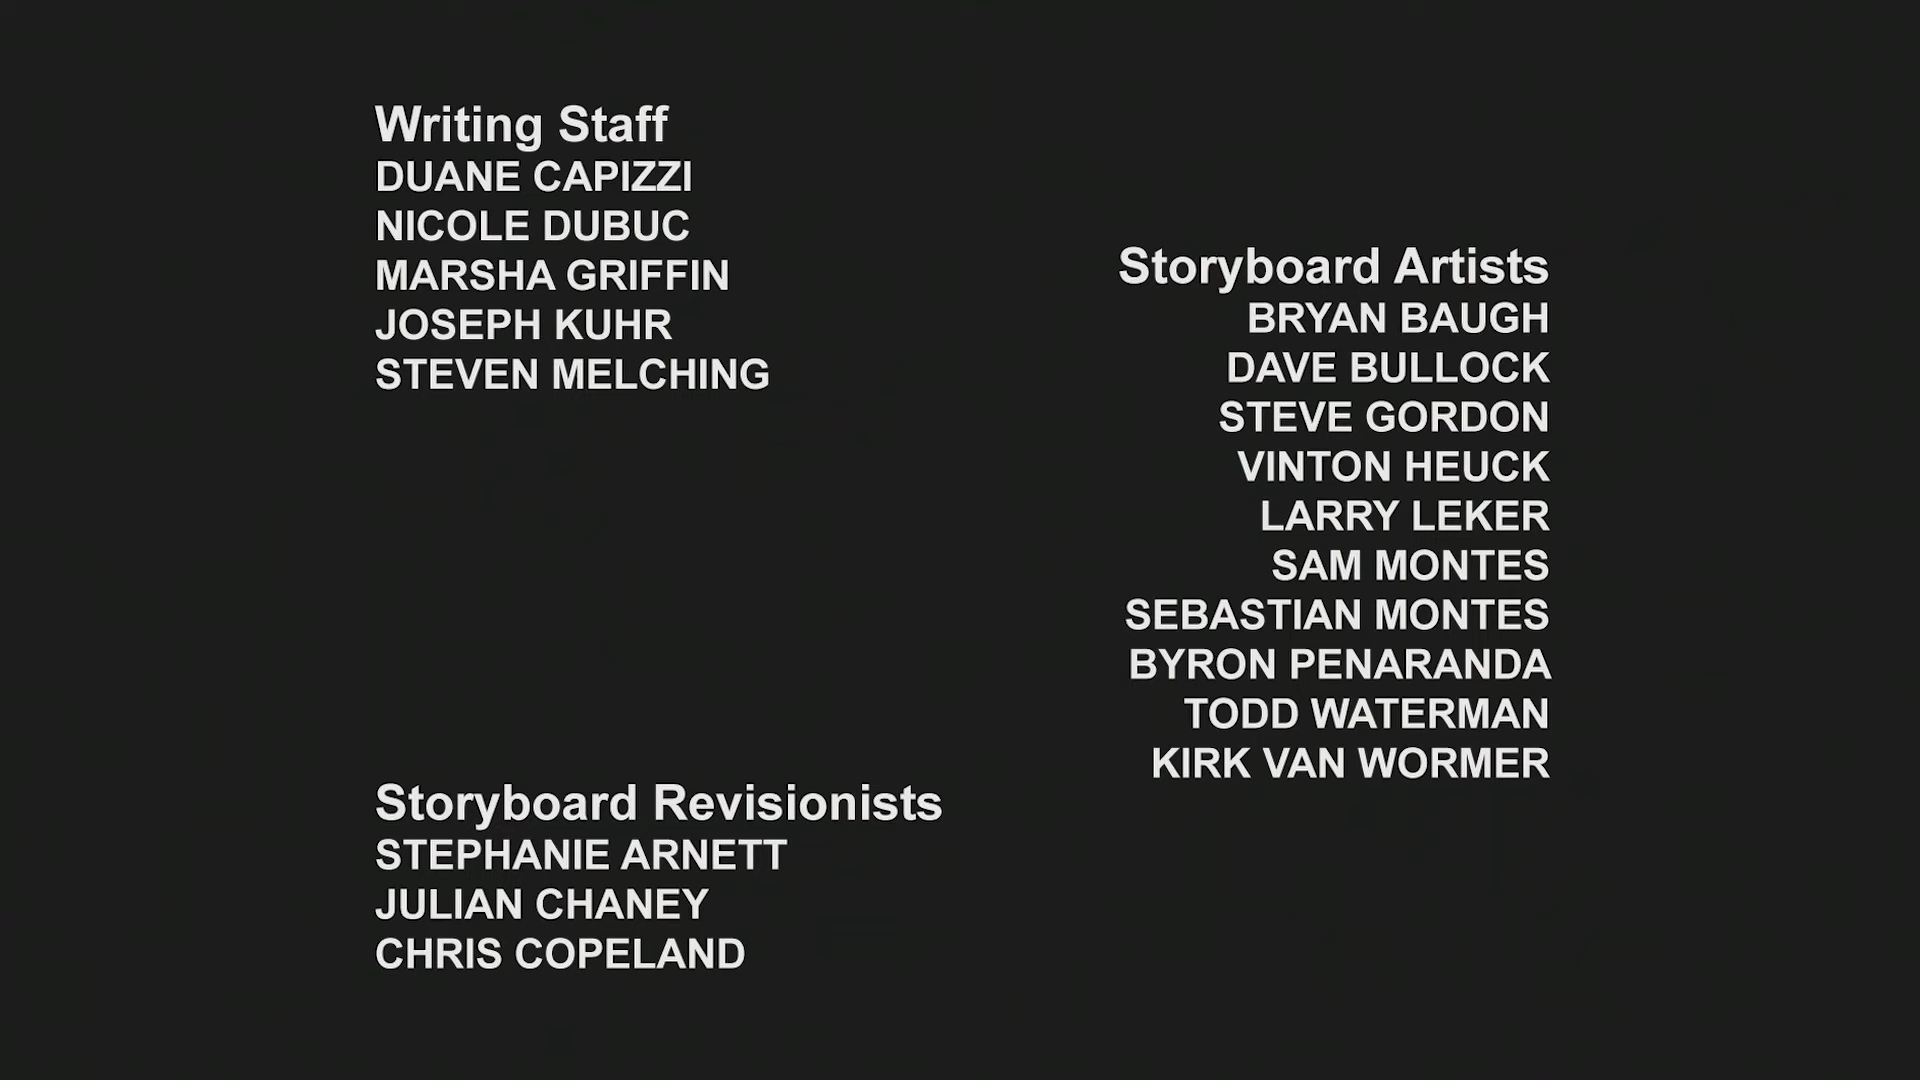 Writing Staff
DUANE CAPIZZI
NICOLE DUBUC
MARSHA GRIFFIN
JOSEPH KUHR
STEVEN MELCHING
Storyboard Artists
BRYAN BAUGH
DAVE BULLOCK
STEVE GORDON
VINTON HEUCK
LARRY LEKER
SAM MONTES
SEBASTIAN MONTES
BYRON PENARANDA
TODD WATERMAN
KIRK VAN WORMER
Storyboard Revisionists
STEPHANIE ARNETT
JULIAN CHANEY
CHRIS COPELAND